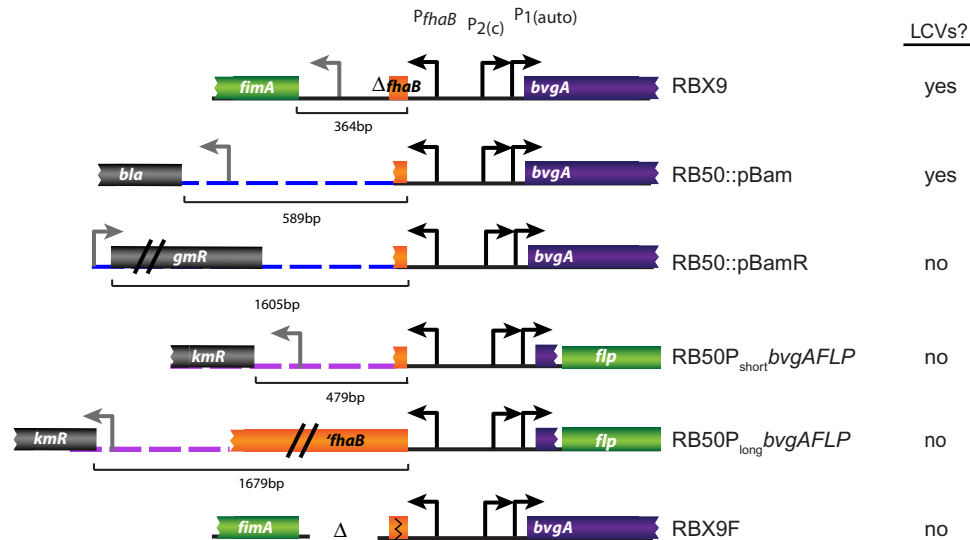 PfhaB P2(c) P1(auto) LCVs?
fimA ΔfhaB bvgA RBX9 yes
364bp
bla bvgA RB50::pBam yes
589bp
gmR bvgA RB50::pBamR no
1605bp
kmR flp RB50PshortbvgAFLP no
479bp
kmR 'fhaB flp RB50PlongbvgAFLP no
1679bp
fimA Δ bvgA RBX9F no